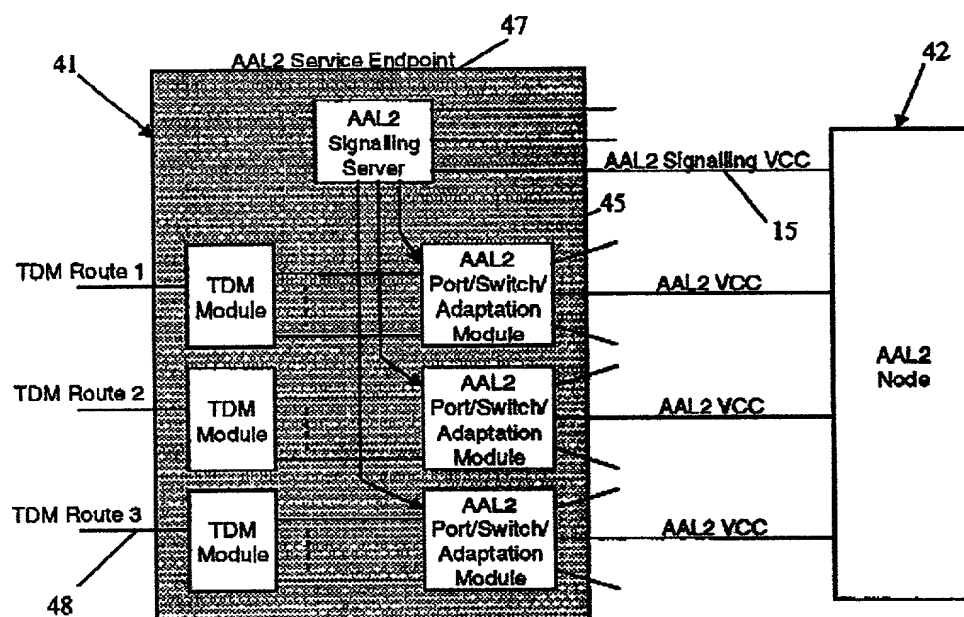 47
41
AAL2 Service Endpoint
42
AAL2
Signalling
Server
AAL2 Signalling VCC
45
15
TDM Route 1
TDM
Module
AAL2
Port/Switch/
Adaptation
Module
AAL2 VCC
AAL2
Node
TDM Route 2
TDM
Module
AAL2
Port/Switch/
Adaptation
Module
AAL2 VCC
TDM Route 3
TDM
Module
AAL2
Port/Switch/
Adaptation
Module
AAL2 VCC
48